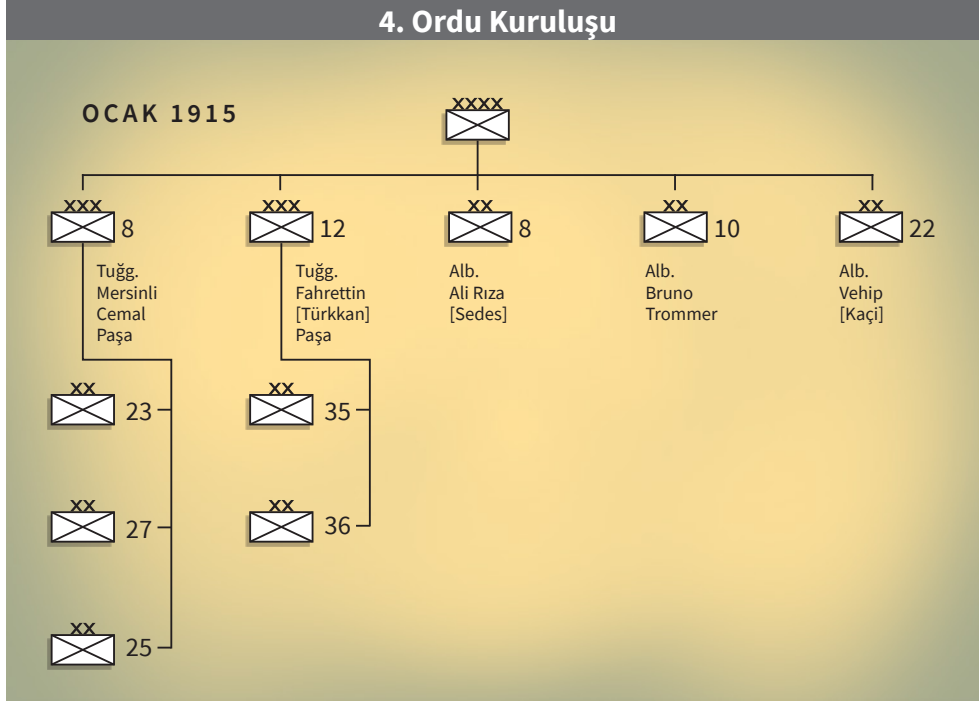 4. Ordu Kuruluşu
OCAK 1915
XXXX
XXX
8
Tuğg.
Mersinli
Cemal
Paşa
XXX
12
Tuğg.
Fahrettin
[Türkkan]
Paşa
XX
8
Alb.
Ali Rıza
[Sedes]
XX
10
Alb.
Bruno
Trommer
XX
22
Alb.
Vehip
[Kaçi]
XX
23
XX
27
XX
25
XX
35
XX
36